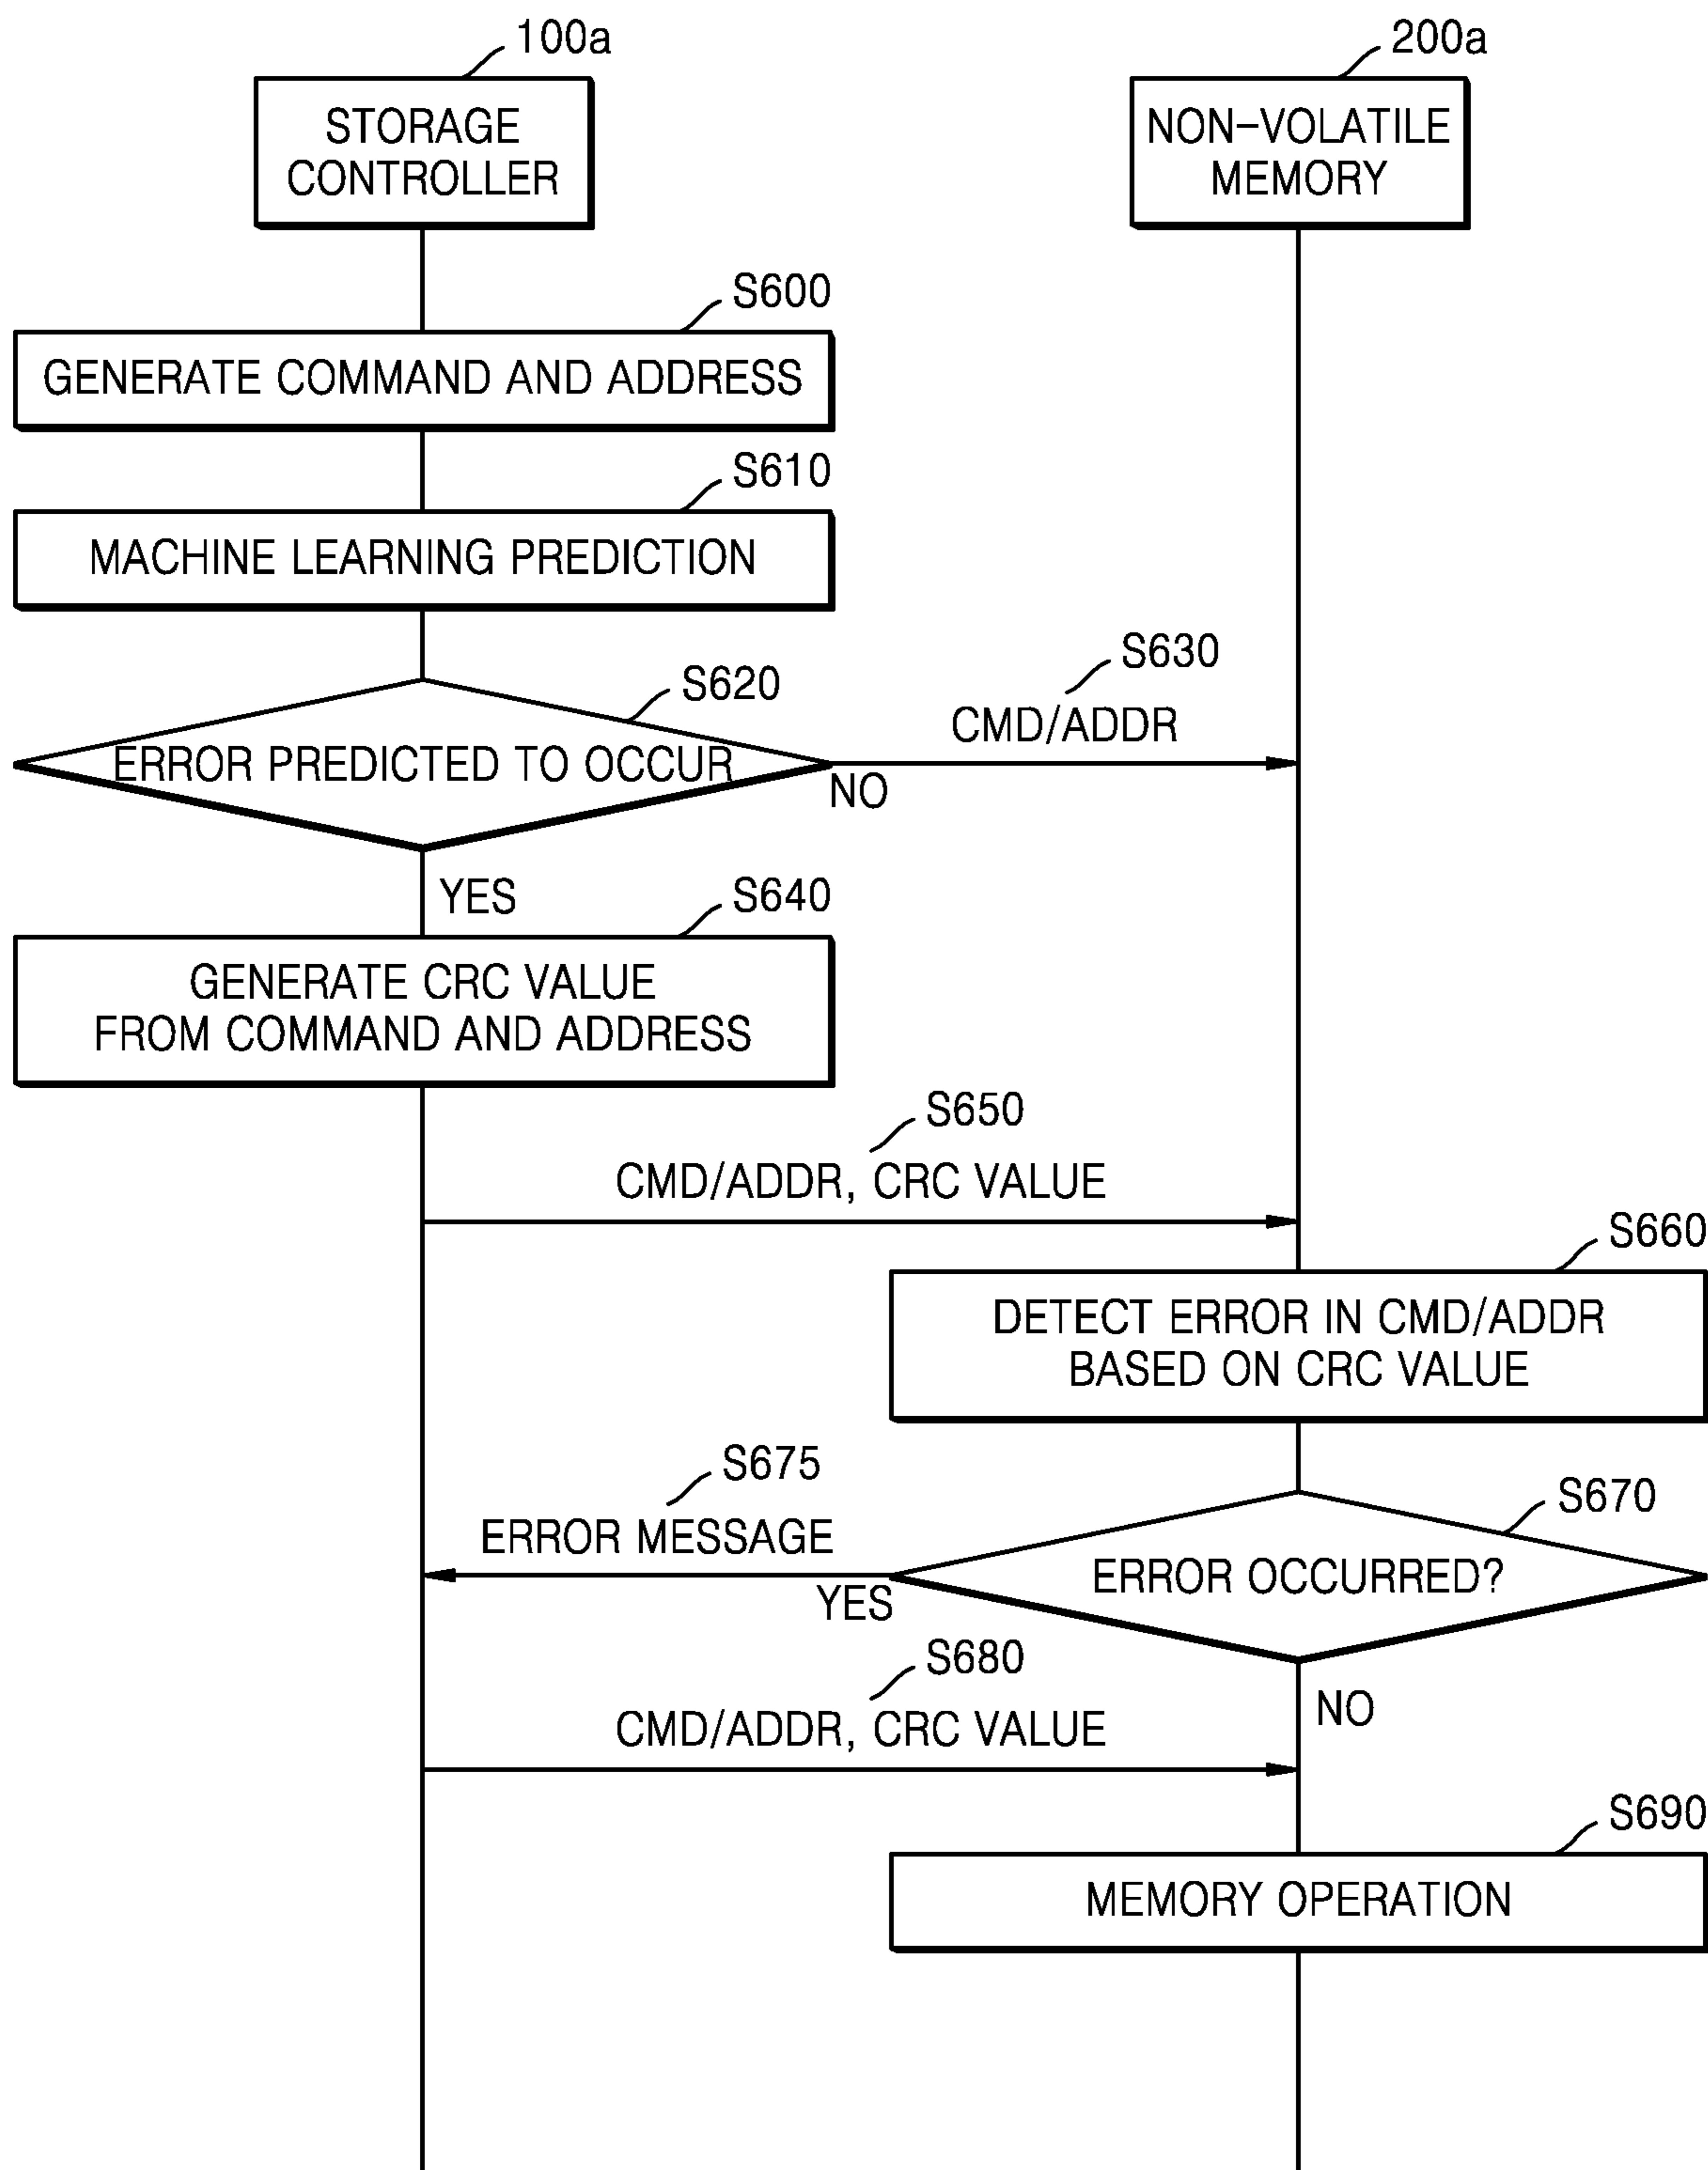 100a
200a
STORAGE
CONTROLLER
NON-VOLATILE
MEMORY
S600
GENERATE COMMAND AND ADDRESS
S610
MACHINE LEARNING PREDICTION
S630
S620
CMD/ADDR
ERROR PREDICTED TO OCCUR
NO
YES
S640
GENERATE CRC VALUE
FROM COMMAND AND ADDRESS
S650
CMD/ADDR, CRC VALUE
S660
DETECT ERROR IN CMD/ADDR
BASED ON CRC VALUE
S675
S670
ERROR MESSAGE
ERROR OCCURRED?
YES
S680
NO
CMD/ADDR, CRC VALUE
S690
MEMORY OPERATION